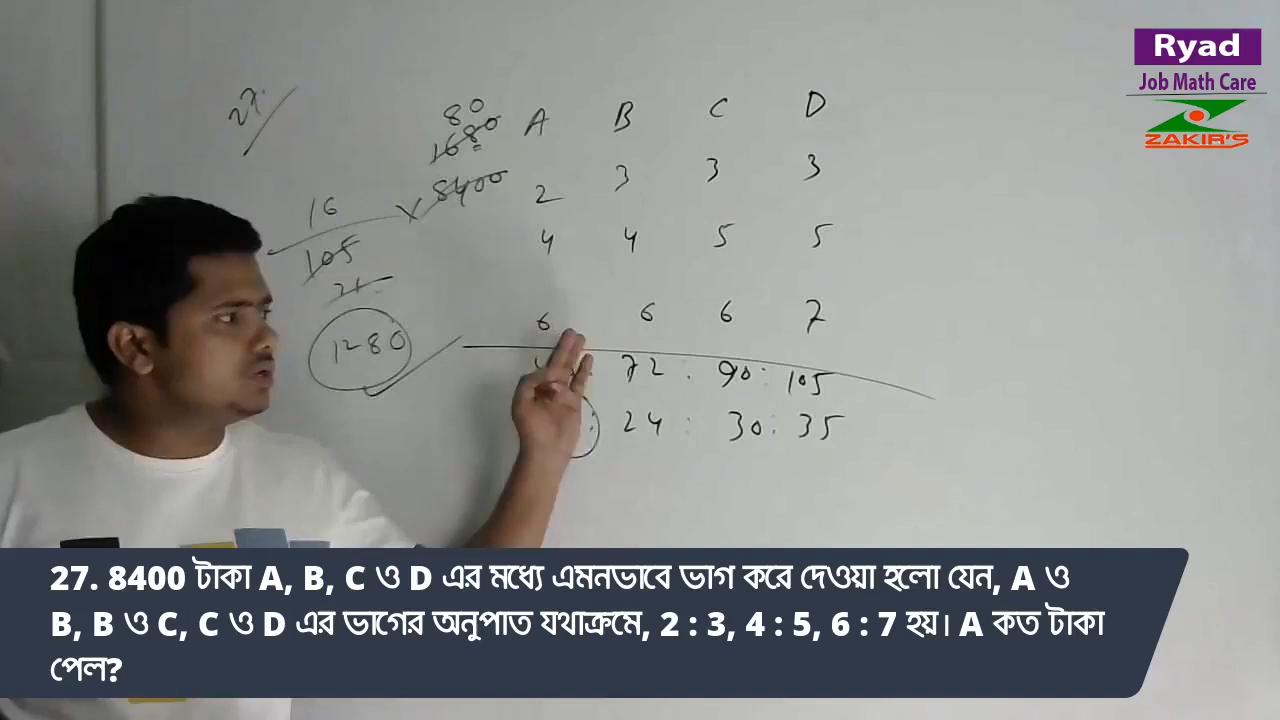 Ryad
Job Math Care
ZAKIR'S
27.
80
1680
8400
16
×
105
21
1280
A B C D
2 3 3 3
4 4 5 5
6 6 6 7
72 : 90 : 105
24 : 30 : 35
27. 8400 টাকা A, B, C ও D এর মধ্যে এমনভাবে ভাগ করে দেওয়া হলো যেন, A ও
B, B ও C, C ও D এর ভাগের অনুপাত যথাক্রমে, 2 : 3, 4 : 5, 6 : 7 হয়। A কত টাকা
পেল?